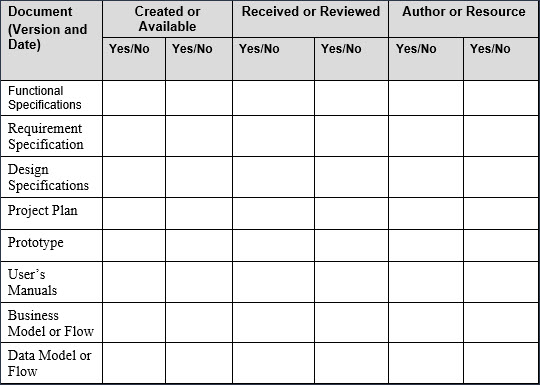 Document
(Version and
Date)
Created or
Available
Received or Reviewed
Author or Resource
Yes/No
Yes/No
Yes/No
Yes/No
Yes/No
Yes/No
Functional
Specifications
Requirement
Specification
Design
Specifications
Project Plan
Prototype
User’s
Manuals
Business
Model or Flow
Data Model or
Flow